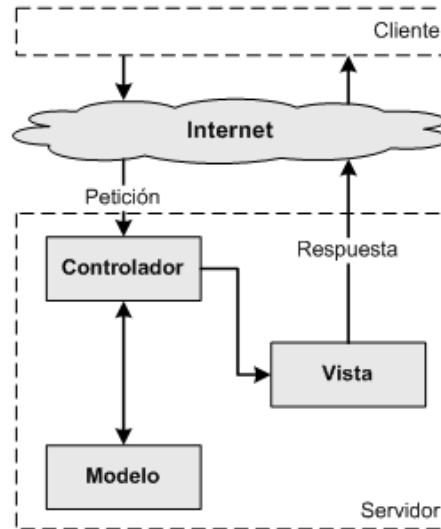 Cliente
Internet
Petición
Controlador
Respuesta
Vista
Modelo
Servidor